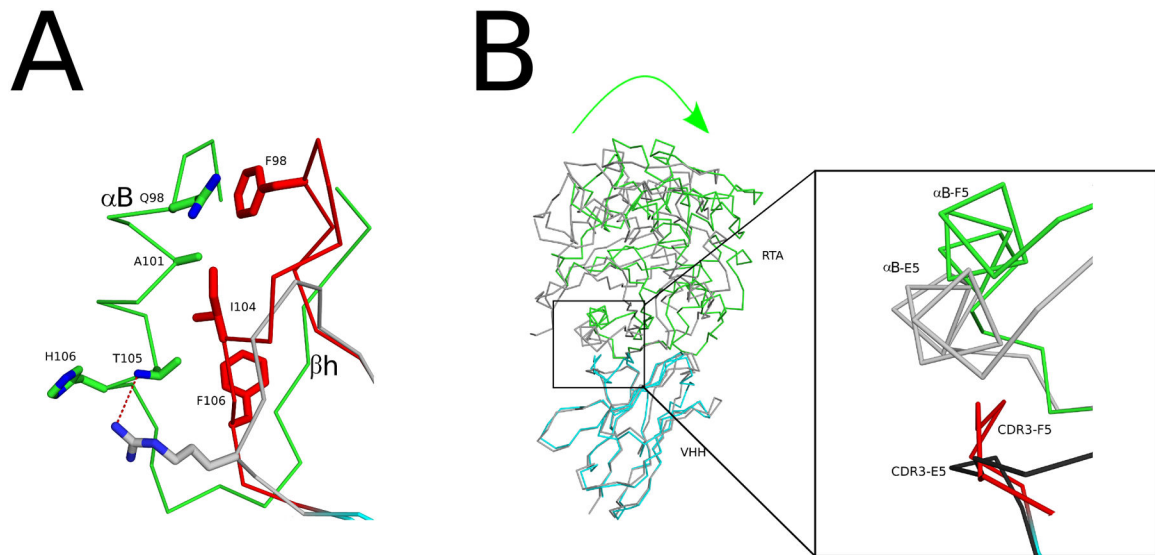 A
B
F98
αB Q98
A101
I104
H106
T105
βh
F106
RTA
VHH
αB-F5
αB-E5
CDR3-F5
CDR3-E5